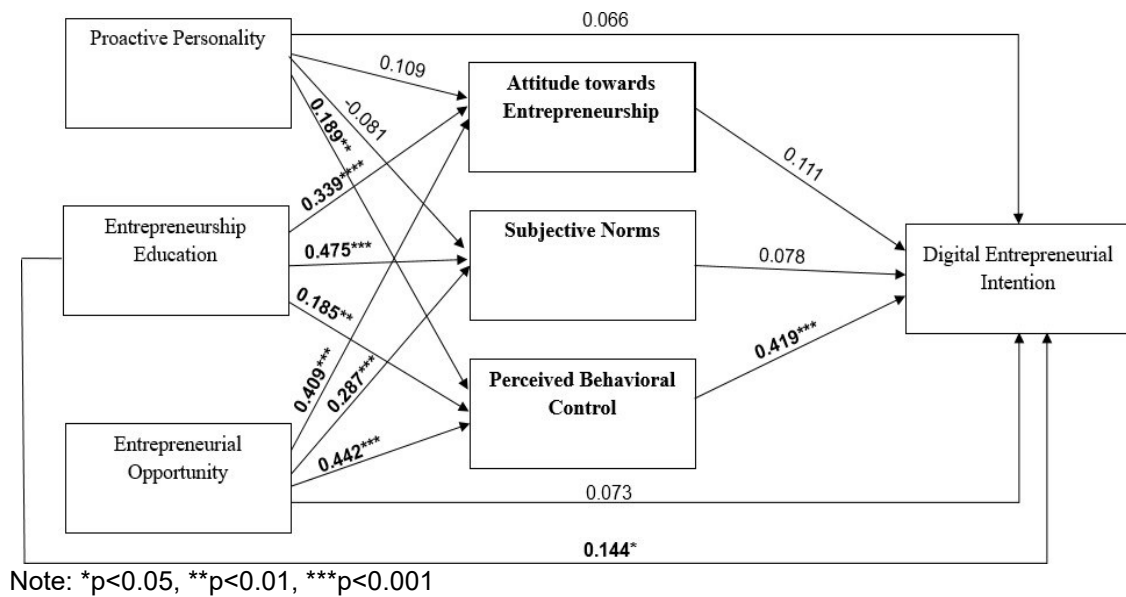 0.066
Proactive Personality
0.109
Attitude towards
Entrepreneurship
-0.081
0.189**
0.339****
0.111
Entrepreneurship
Education
0.475***
Subjective Norms
0.078
Digital Entrepreneurial
Intention
0.185**
0.409***
0.287***
0.419***
Perceived Behavioral
Control
Entrepreneurial
Opportunity
0.442***
0.073
0.144*
Note: *p<0.05, **p<0.01, ***p<0.001